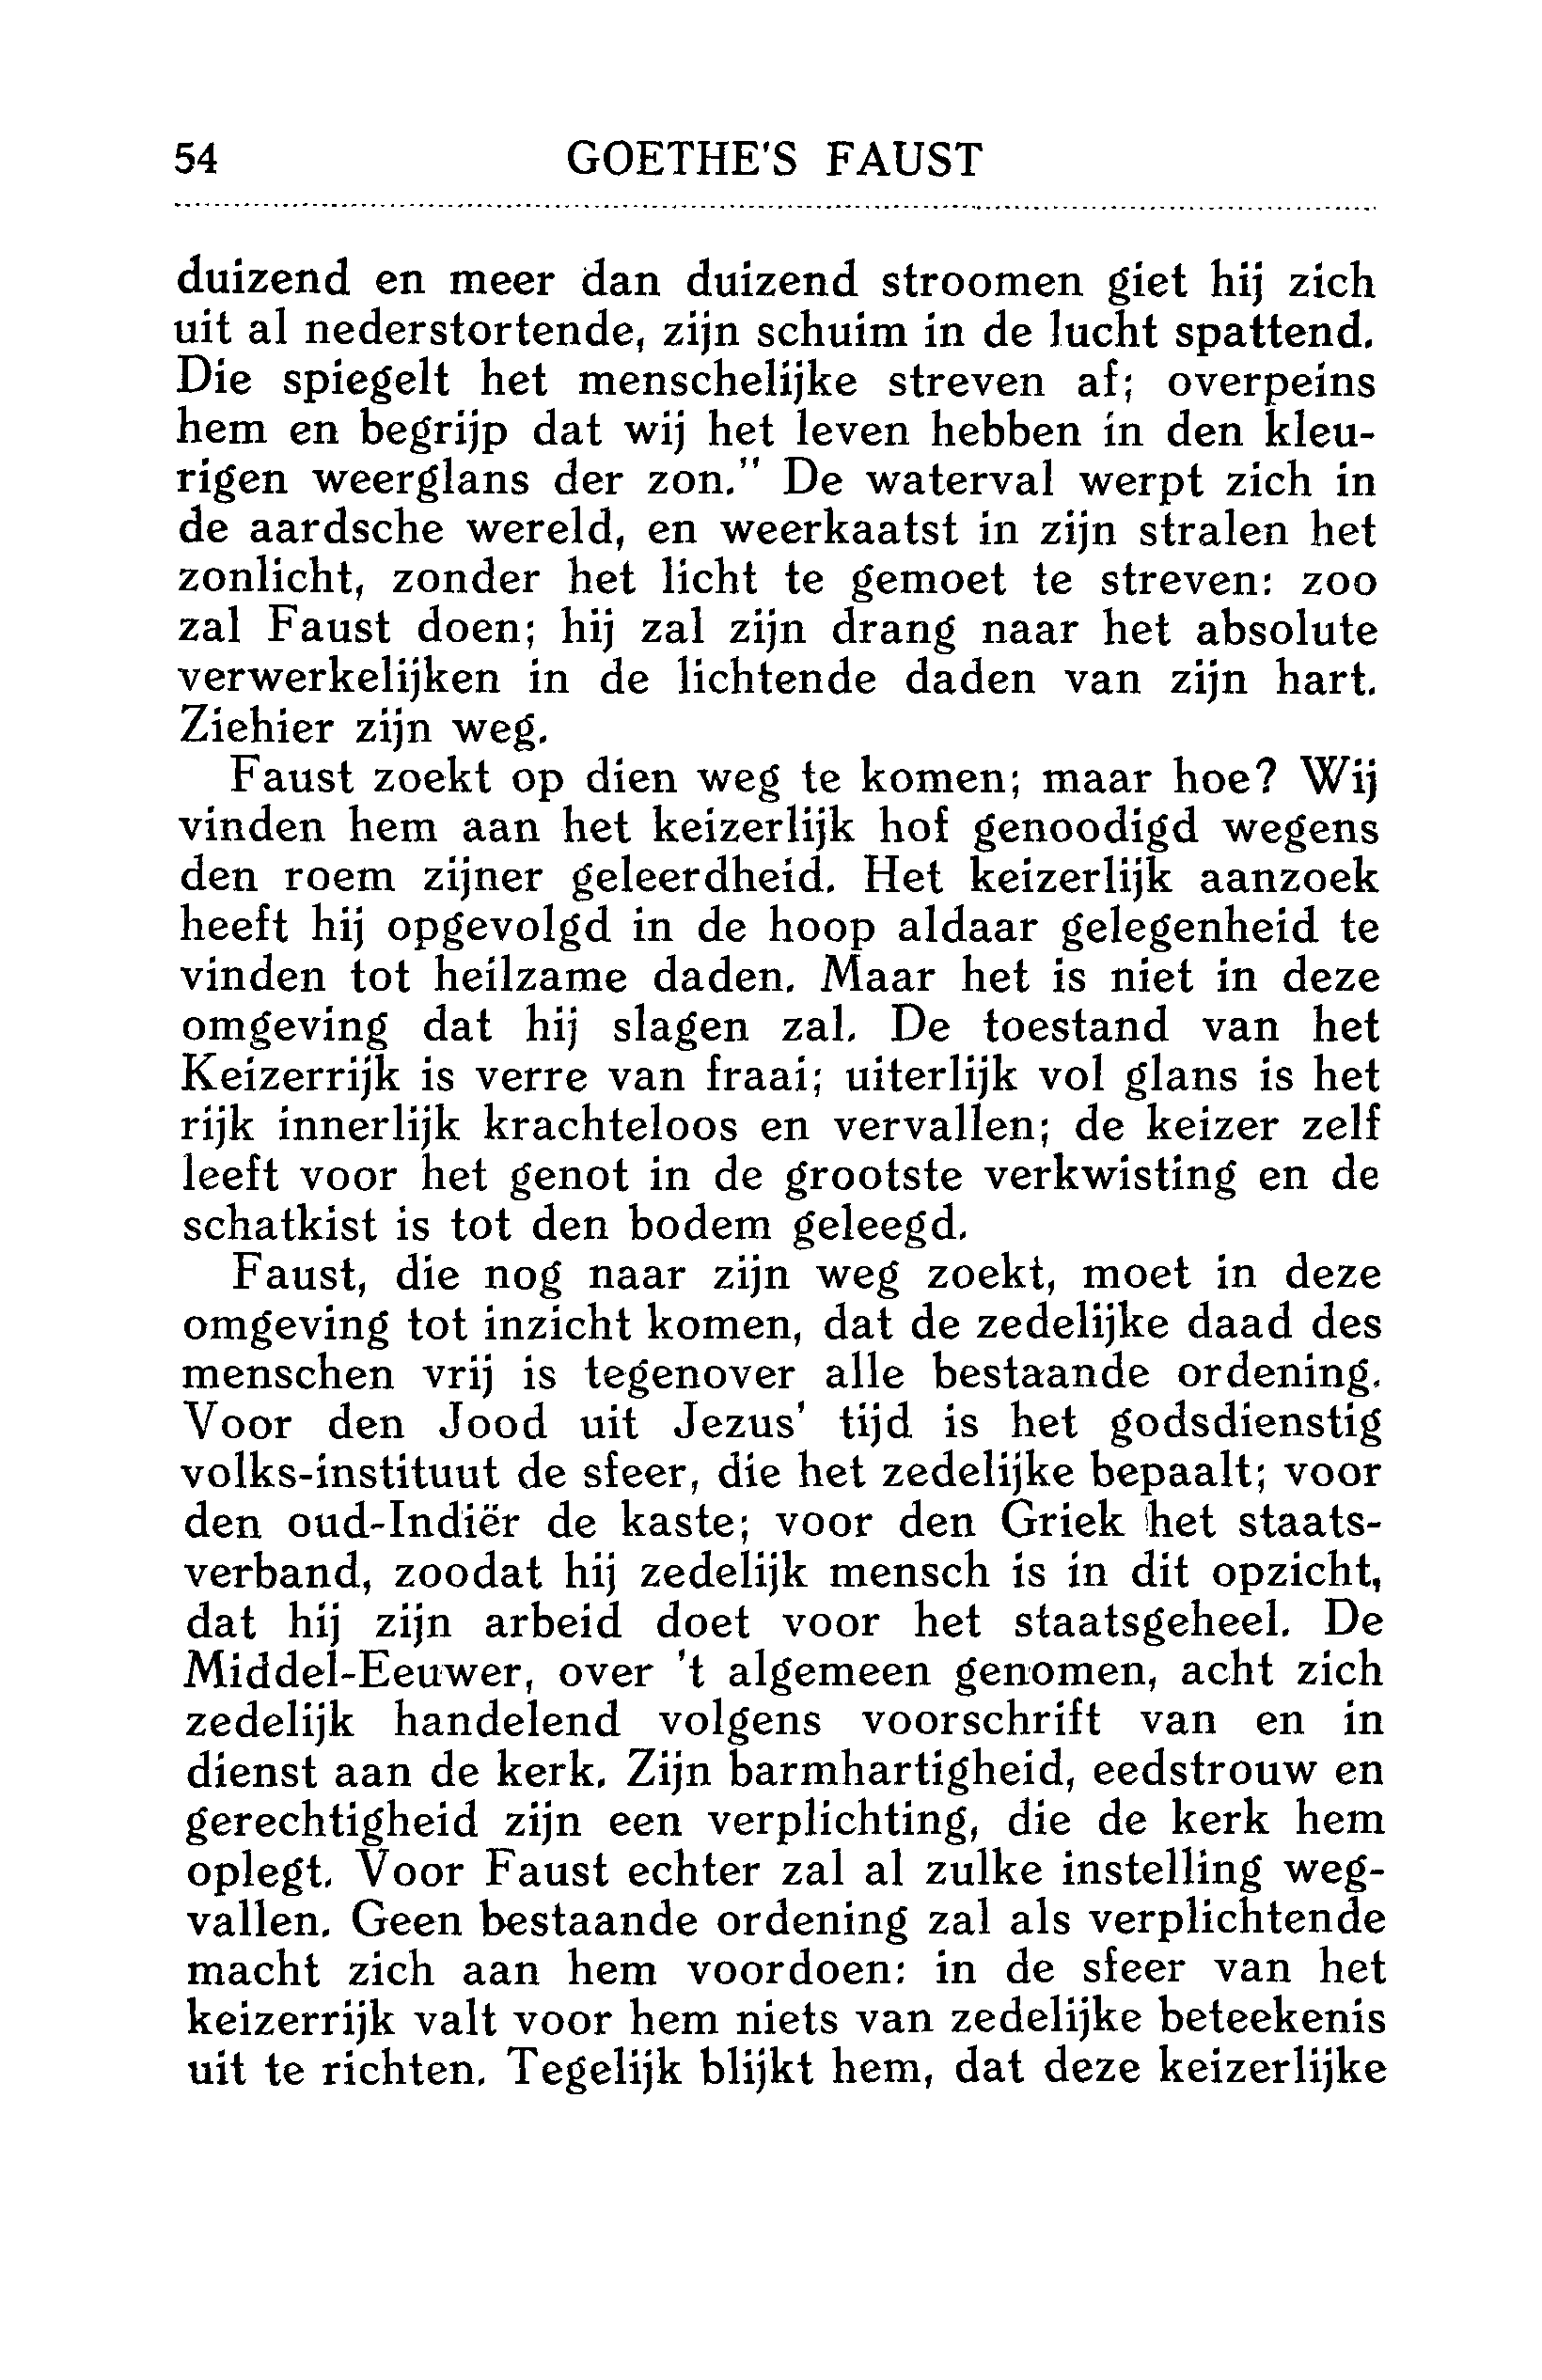 54 GOETHE'S FAUST
duizend en meer dan duizend stroomen giet hij zich
uit al nederstortende, zijn schuim in de lucht spattend.
Die spiegelt het menschelijke streven af; overpeins
hem en begrijp dat wij het leven hebben in den kleu-
rigen weerglans der zon." De waterval werpt zich in
de aardsche wereld, en weerkaatst in zijn stralen het
zonlicht, zonder het licht te gemoet te streven: zoo
zal Faust doen; hij zal zijn drang naar het absolute
verwerkelijken in de lichtende daden van zijn hart.
Ziehier zijn weg.
Faust zoekt op dien weg te komen; maar hoe? Wij
vinden hem aan het keizerlijk hof genoodigd wegens
den roem zijner geleerdheid. Het keizerlijk aanzoek
heeft hij opgevolgd in de hoop aldaar gelegenheid te
vinden tot heilzame daden. Maar het is niet in deze
omgeving dat hij slagen zal. De toestand van het
Keizerrijk is verre van fraai; uiterlijk vol glans is het
rijk innerlijk krachteloos en vervallen; de keizer zelf
leeft voor het genot in de grootste verkwisting en de
schatkist is tot den bodem geleegd.
Faust, die nog naar zijn weg zoekt, moet in deze
omgeving tot inzicht komen, dat de zedelijke daad des
menschen vrij is tegenover alle bestaande ordening.
Voor den Jood uit Jezus' tijd is het godsdienstig
volks-instituut de sfeer, die het zedelijke bepaalt; voor
den oud-Indiër de kaste; voor den Griek het staats-
verband, zoodat hij zedelijk mensch is in dit opzicht,
dat hij zijn arbeid doet voor het staatsgeheel. De
Middel-Eeuwer, over 't algemeen genomen, acht zich
zedelijk handelend volgens voorschrift van en in
dienst aan de kerk. Zijn barmhartigheid, eedstrouw en
gerechtigheid zijn een verplichting, die de kerk hem
oplegt. Voor Faust echter zal al zulke instelling weg-
vallen. Geen bestaande ordening zal als verplichtende
macht zich aan hem voordoen: in de sfeer van het
keizerrijk valt voor hem niets van zedelijke beteekenis
uit te richten. Tegelijk blijkt hem, dat deze keizerlijke